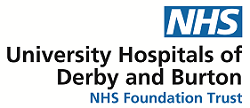 NHS
University Hospitals of
Derby and Burton
NHS Foundation Trust